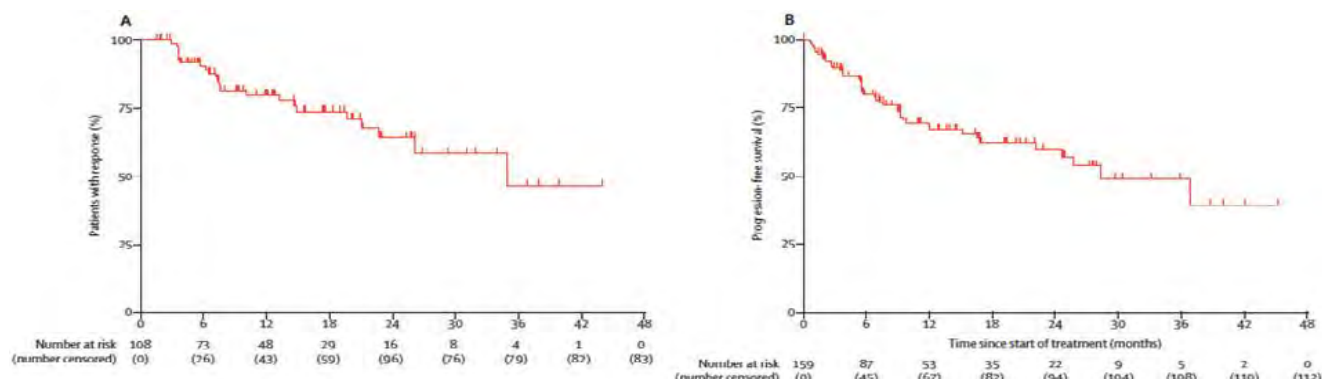 A
Patients with response (%)
100
75
50
25
0
0 6 12 18 24 30 36 42 48
Number at risk 108 73 48 29 16 8 4 1 0
(number censored) (0) (26) (43) (59) (96) (76) (79) (82) (83)
B
Progression-free survival (%)
100
75
50
25
0
0 6 12 18 24 30 36 42 48
Time since start of treatment (months)
Number at risk 159 87 53 35 22 9 5 2 0
(number censored) (0) (45) (67) (82) (94) (104) (108) (110) (112)